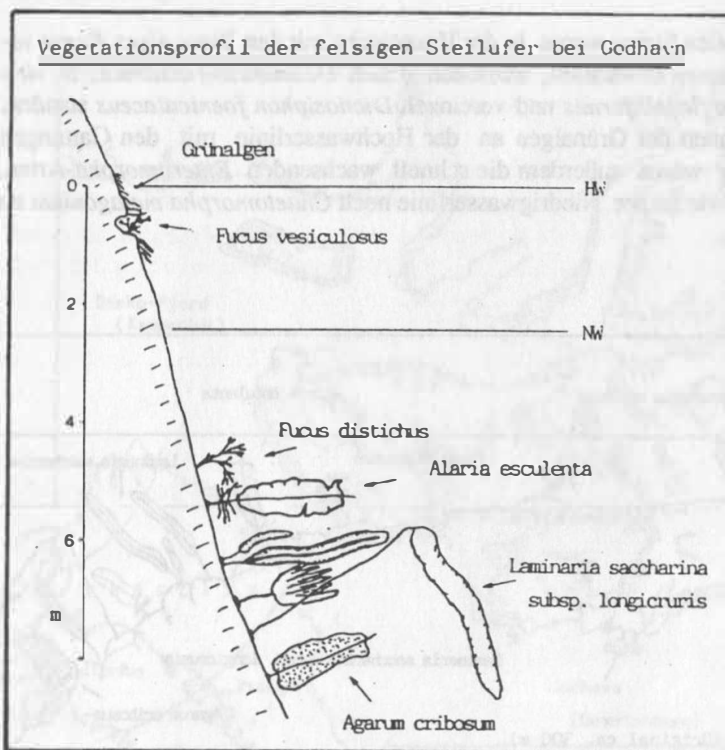 Vegetationsprofil der felsigen Steilufer bei Godhavn
Grünalge
0
HW
Fucus vesiculosus
2
NW
4
Fucus distichus
Alaria esculenta
6
Laminaria saccharina
subsp. longicruris
m
Agarum cribosum